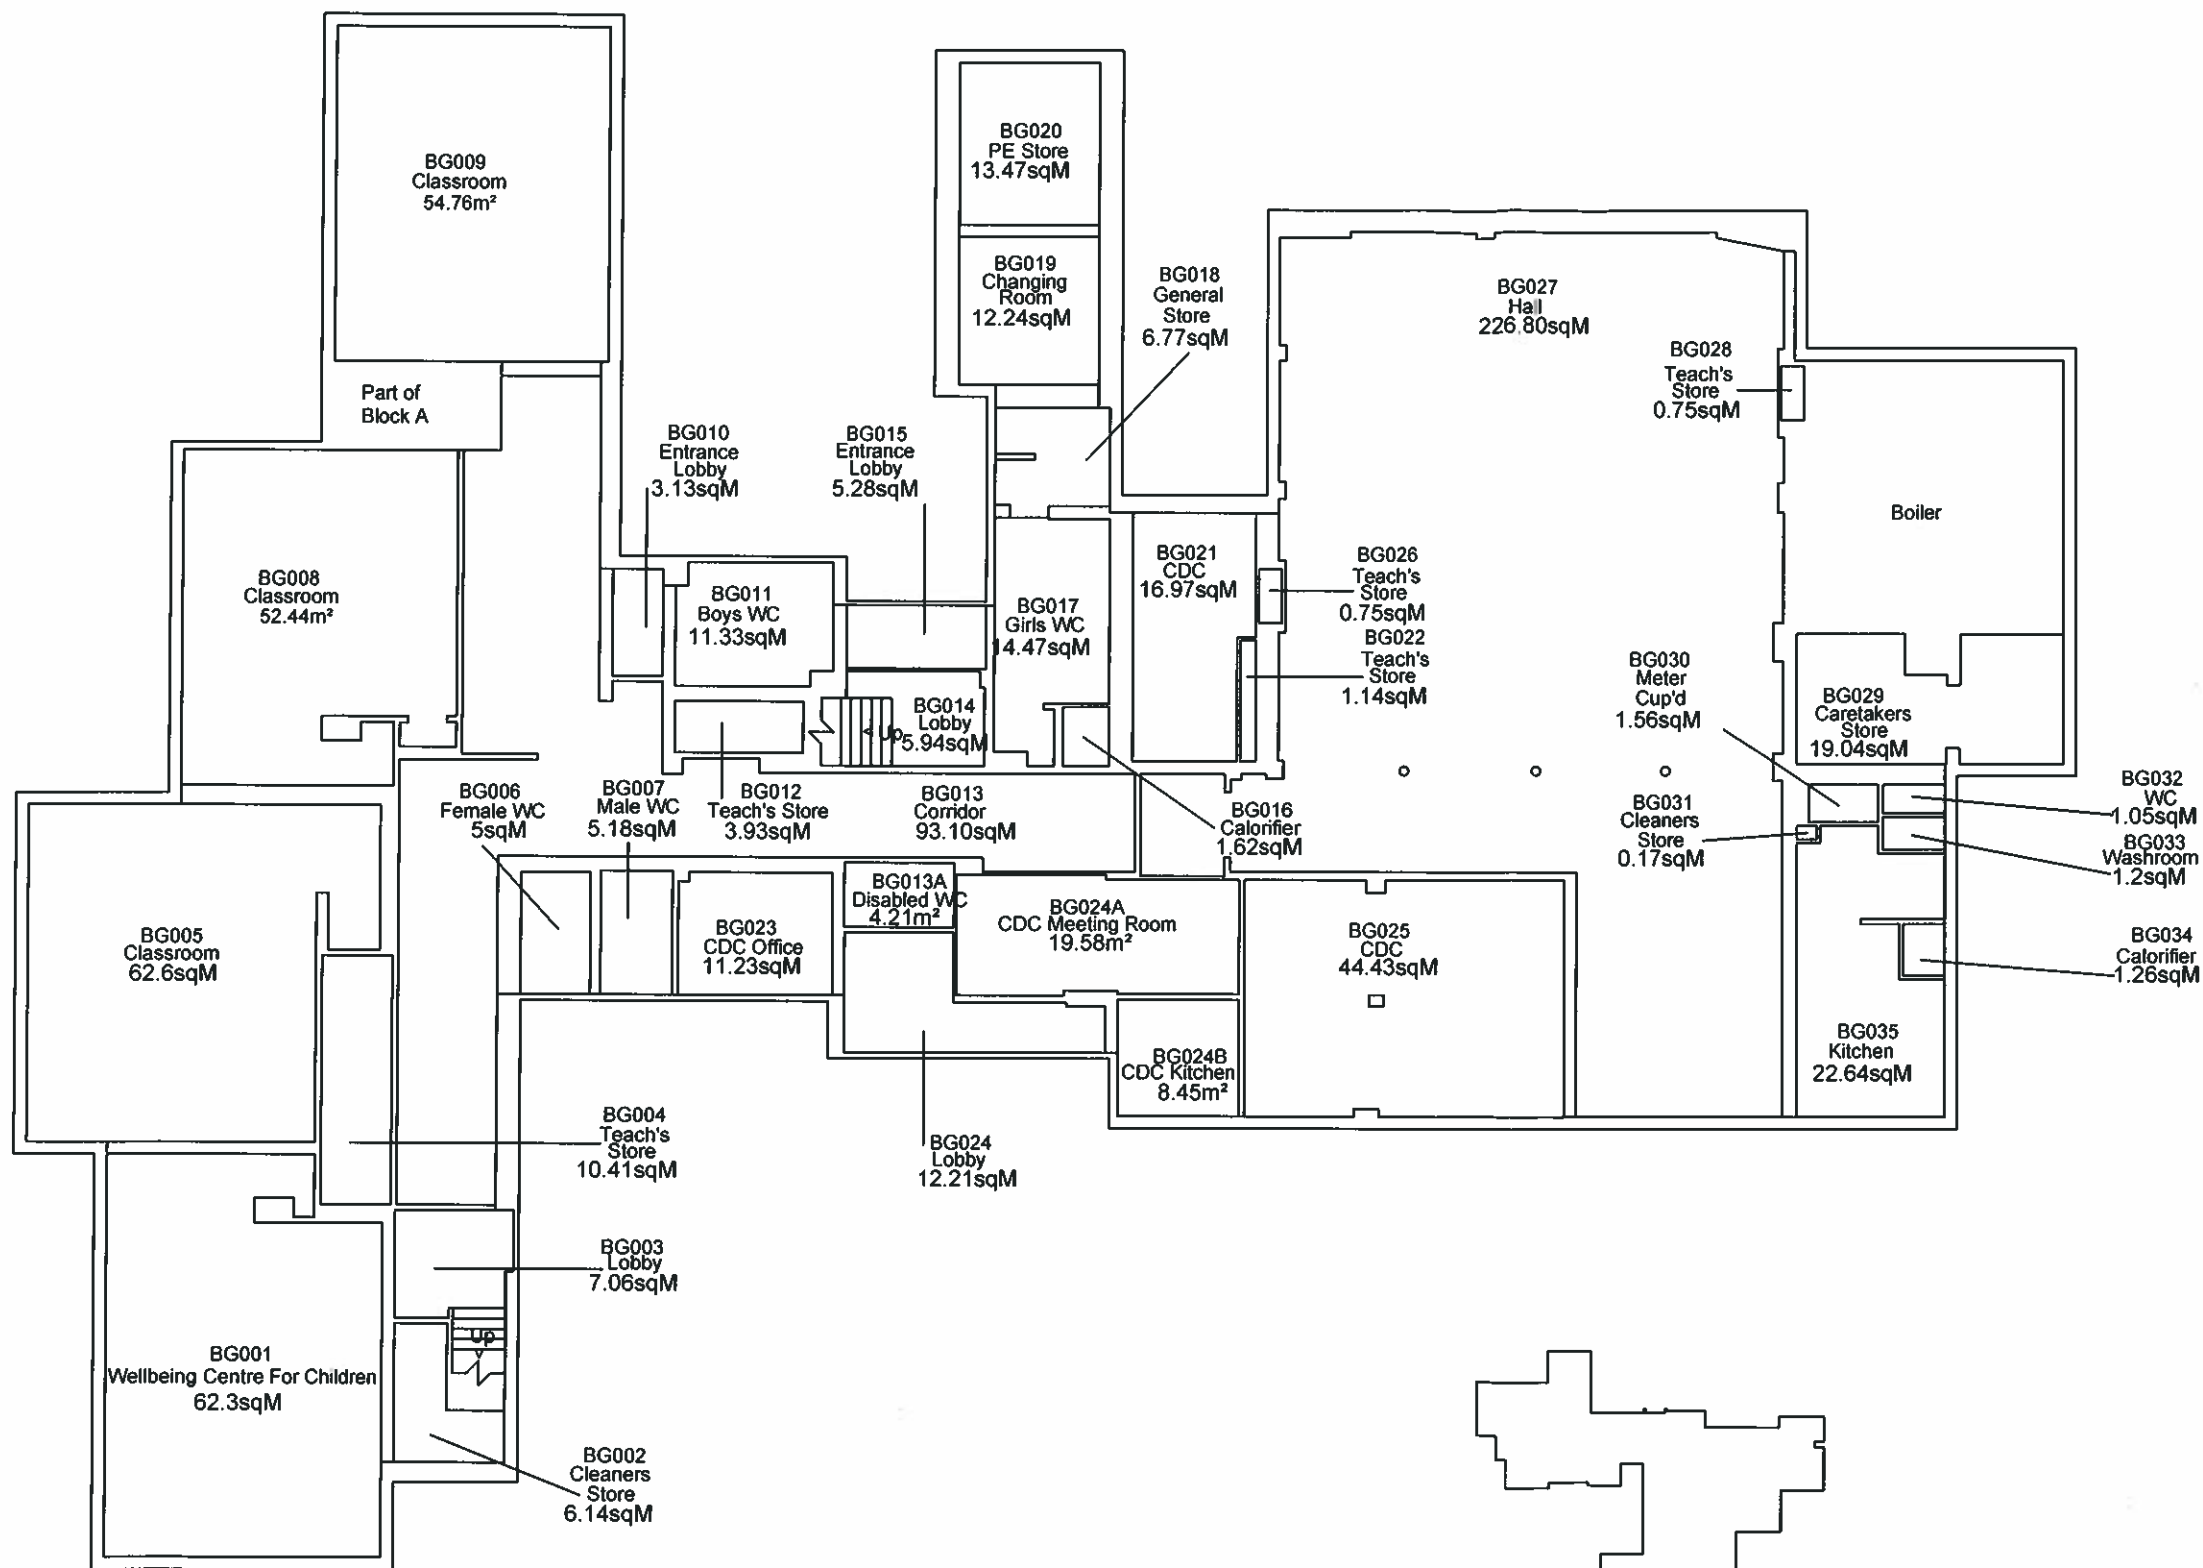 BG009
Classroom
54.76m²
Part of
Block A
BG020
PE Store
13.47sqM
BG019
Changing
Room
12.24sqM
BG018
General
Store
6.77sqM
BG027
Hall
226.80sqM
BG028
Teach's
Store
0.75sqM
Boiler
BG010
Entrance
Lobby
3.13sqM
BG015
Entrance
Lobby
5.28sqM
BG008
Classroom
52.44m²
BG011
Boys WC
11.33sqM
BG017
Girls WC
14.47sqM
BG021
CDC
16.97sqM
BG026
Teach's
Store
0.75sqM
BG022
Teach's
Store
1.14sqM
BG030
Meter
Cup'd
1.56sqM
BG029
Caretakers
Store
19.04sqM
BG014
Lobby
5.94sqM
Up
BG006
Female WC
5sqM
BG007
Male WC
5.18sqM
BG012
Teach's Store
3.93sqM
BG013
Corridor
93.10sqM
BG016
Calorifier
1.62sqM
BG031
Cleaners
Store
0.17sqM
BG032
WC
1.05sqM
BG033
Washroom
1.2sqM
BG034
Calorifier
1.26sqM
BG005
Classroom
62.6sqM
BG023
CDC Office
11.23sqM
BG013A
Disabled WC
4.21m²
BG024A
CDC Meeting Room
19.58m²
BG025
CDC
44.43sqM
BG035
Kitchen
22.64sqM
BG024B
CDC Kitchen
8.45m²
BG004
Teach's
Store
10.41sqM
BG024
Lobby
12.21sqM
BG003
Lobby
7.06sqM
Up
BG001
Wellbeing Centre For Children
62.3sqM
BG002
Cleaners
Store
6.14sqM